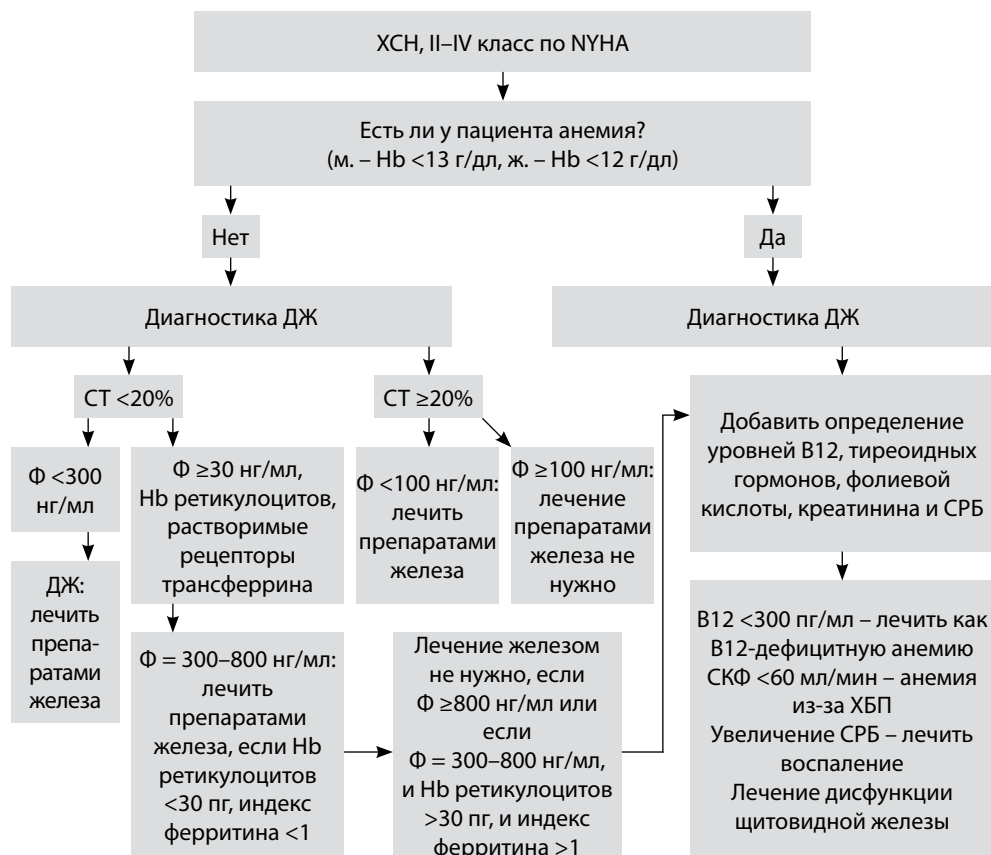 ХСН, II–IV класс по NYHA
Есть ли у пациента анемия?
(м. – Hb <13 г/дл, ж. – Hb <12 г/дл)
Нет
Да
Диагностика ДЖ
Диагностика ДЖ
СТ <20%
СТ ≥20%
Ф <300
нг/мл
Ф ≥30 нг/мл,
Hb ретикулоцитов,
растворимые
рецепторы
трансферрина
Ф <100 нг/мл:
лечить
препаратами
железа
Ф ≥100 нг/мл:
лечение
препаратами
железа не
нужно
Добавить определение
уровней В12, тиреоидных
гормонов, фолиевой
кислоты, креатинина и СРБ
ДЖ:
лечить
препа-
ратами
железа
Ф = 300–800 нг/мл:
лечить
препаратами
железа, если Hb
ретикулоцитов
<30 пг, индекс
ферритина <1
Лечение железом
не нужно, если
Ф ≥800 нг/мл или
если
Ф = 300–800 нг/мл,
и Hb ретикулоцитов
>30 пг, и индекс
ферритина >1
В12 <300 пг/мл – лечить как
В12-дефицитную анемию
СКФ <60 мл/мин – анемия
из-за ХБП
Увеличение СРБ – лечить
воспаление
Лечение дисфункции
щитовидной железы